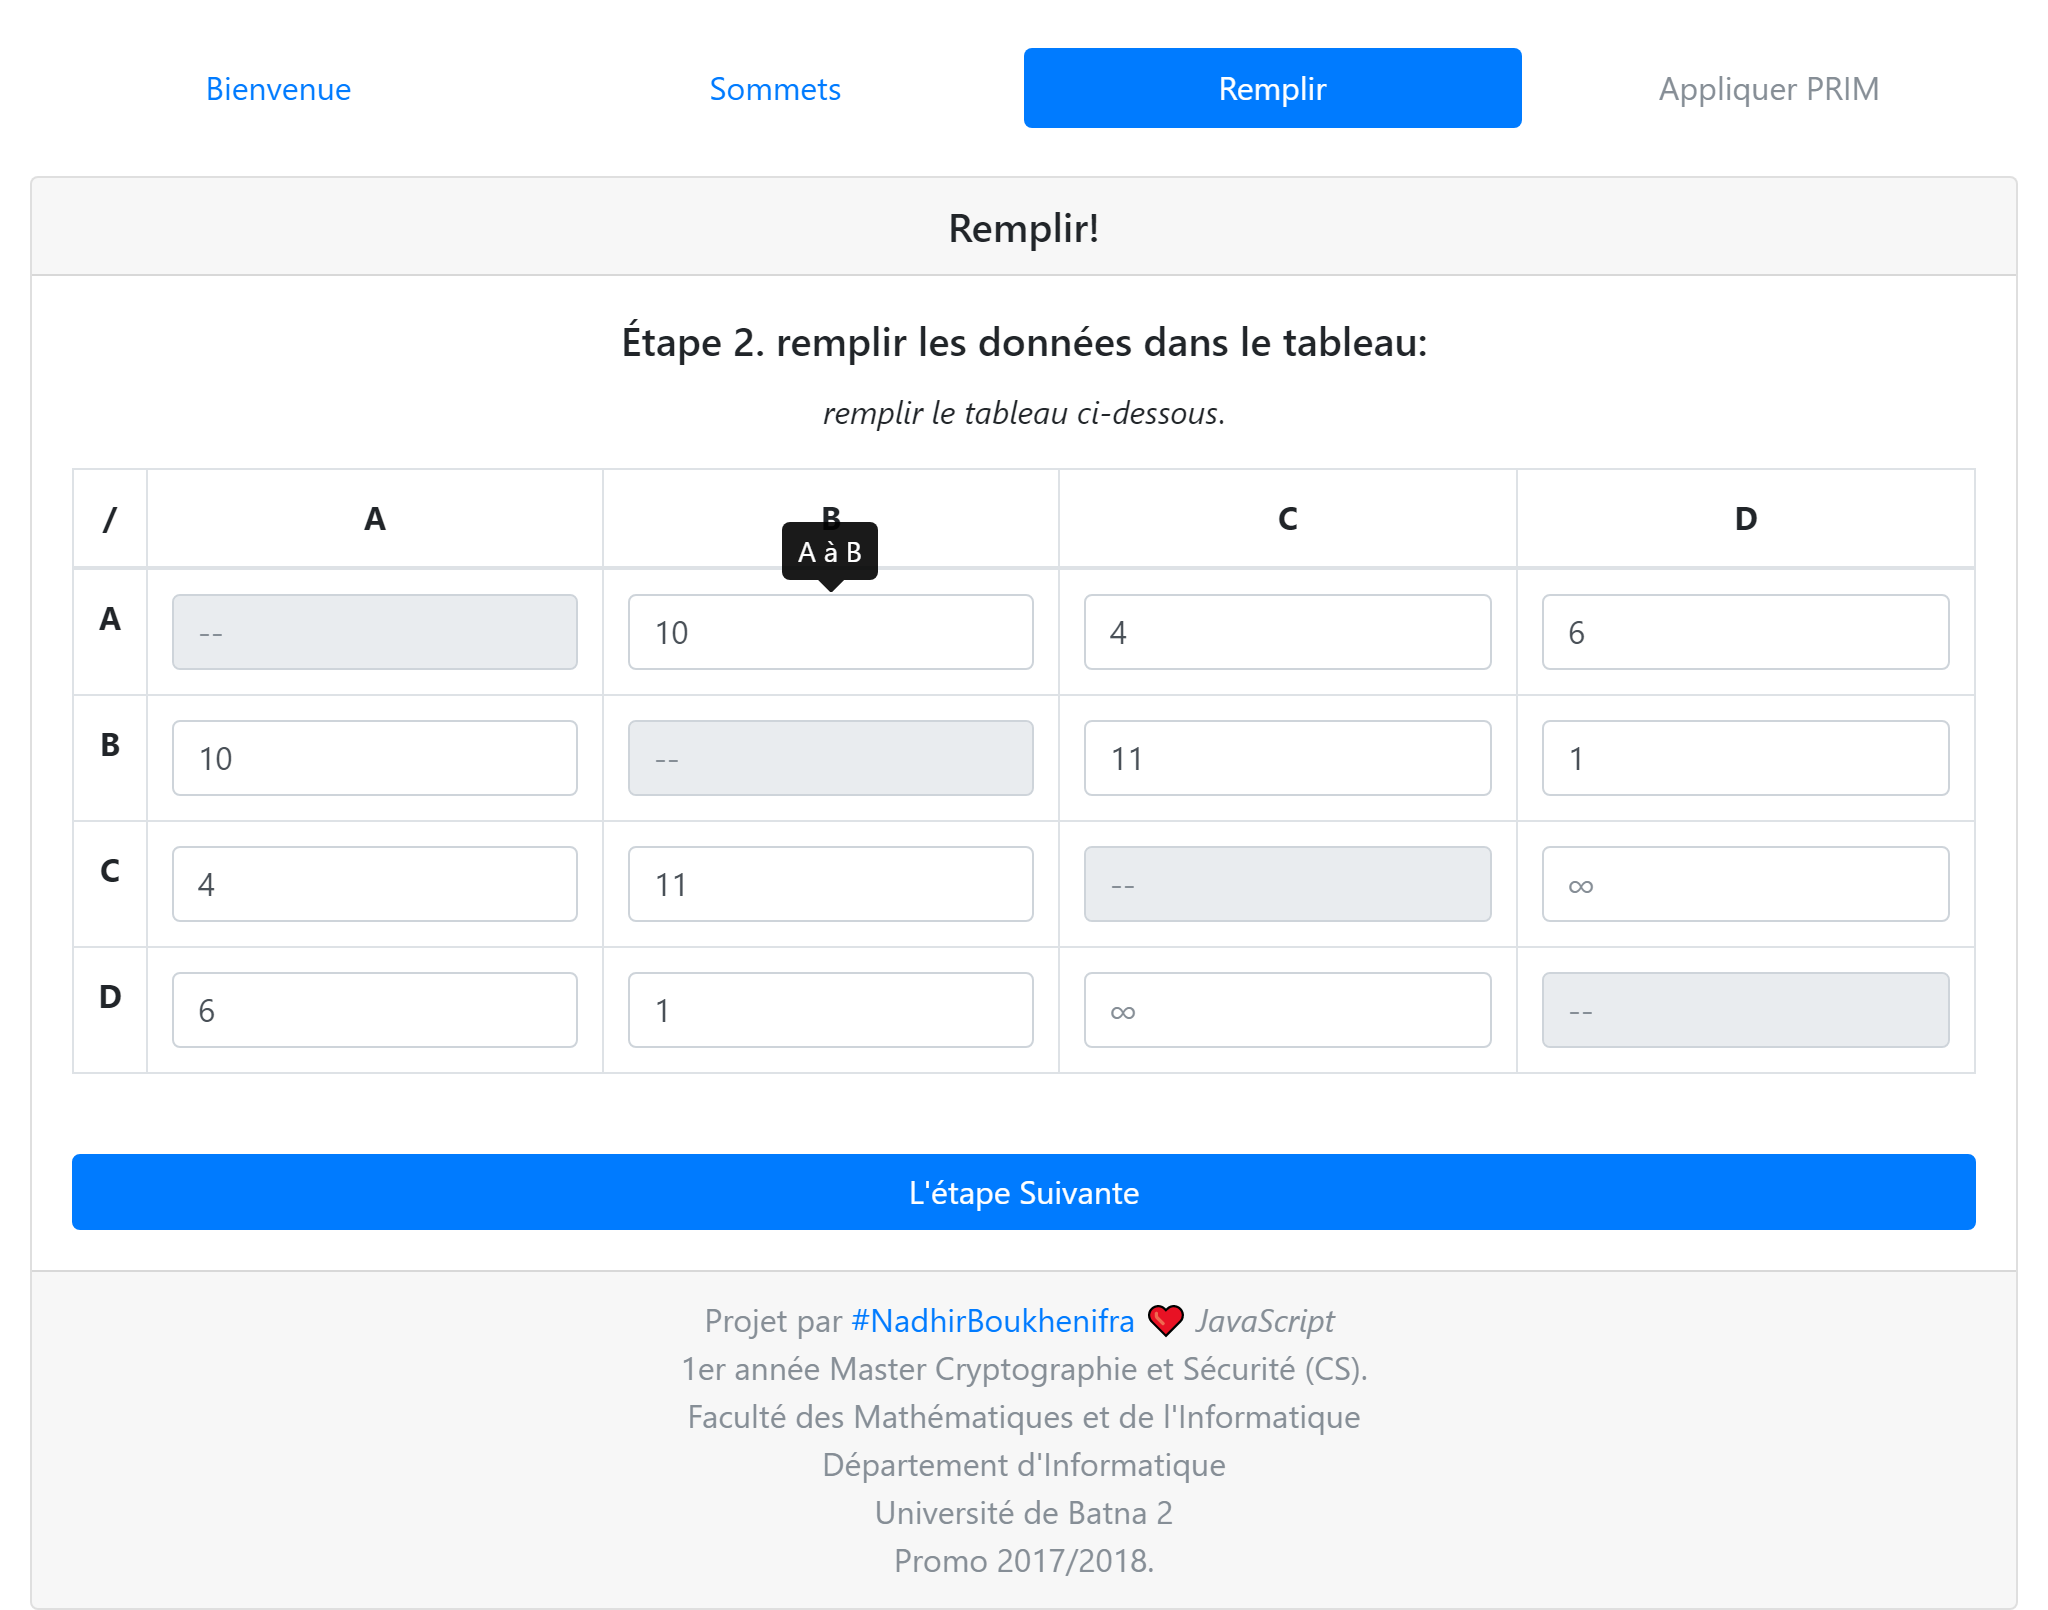 Bienvenue Sommets Remplir Appliquer PRIM
Remplir!
Étape 2. remplir les données dans le tableau:
remplir le tableau ci-dessous.
/ A B C D
A à B
A -- 10 4 6
B 10 -- 11 1
C 4 11 -- ∞
D 6 1 ∞ --
L'étape Suivante
Projet par #NadhirBoukhenifra ❤ JavaScript
1er année Master Cryptographie et Sécurité (CS).
Faculté des Mathématiques et de l'Informatique
Département d'Informatique
Université de Batna 2
Promo 2017/2018.